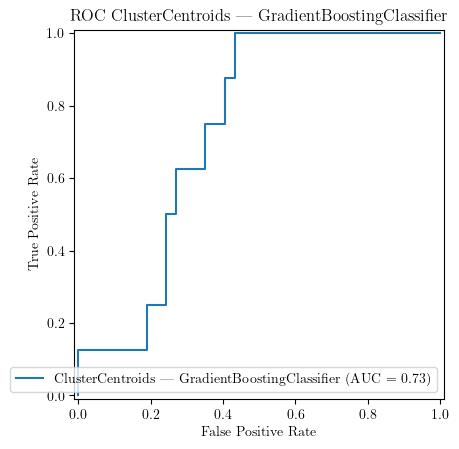 ROC ClusterCentroids — GradientBoostingClassifier
1.0
0.8
0.6
0.4
0.2
0.0
True Positive Rate
ClusterCentroids — GradientBoostingClassifier (AUC = 0.73)
0.0 0.2 0.4 0.6 0.8 1.0
False Positive Rate